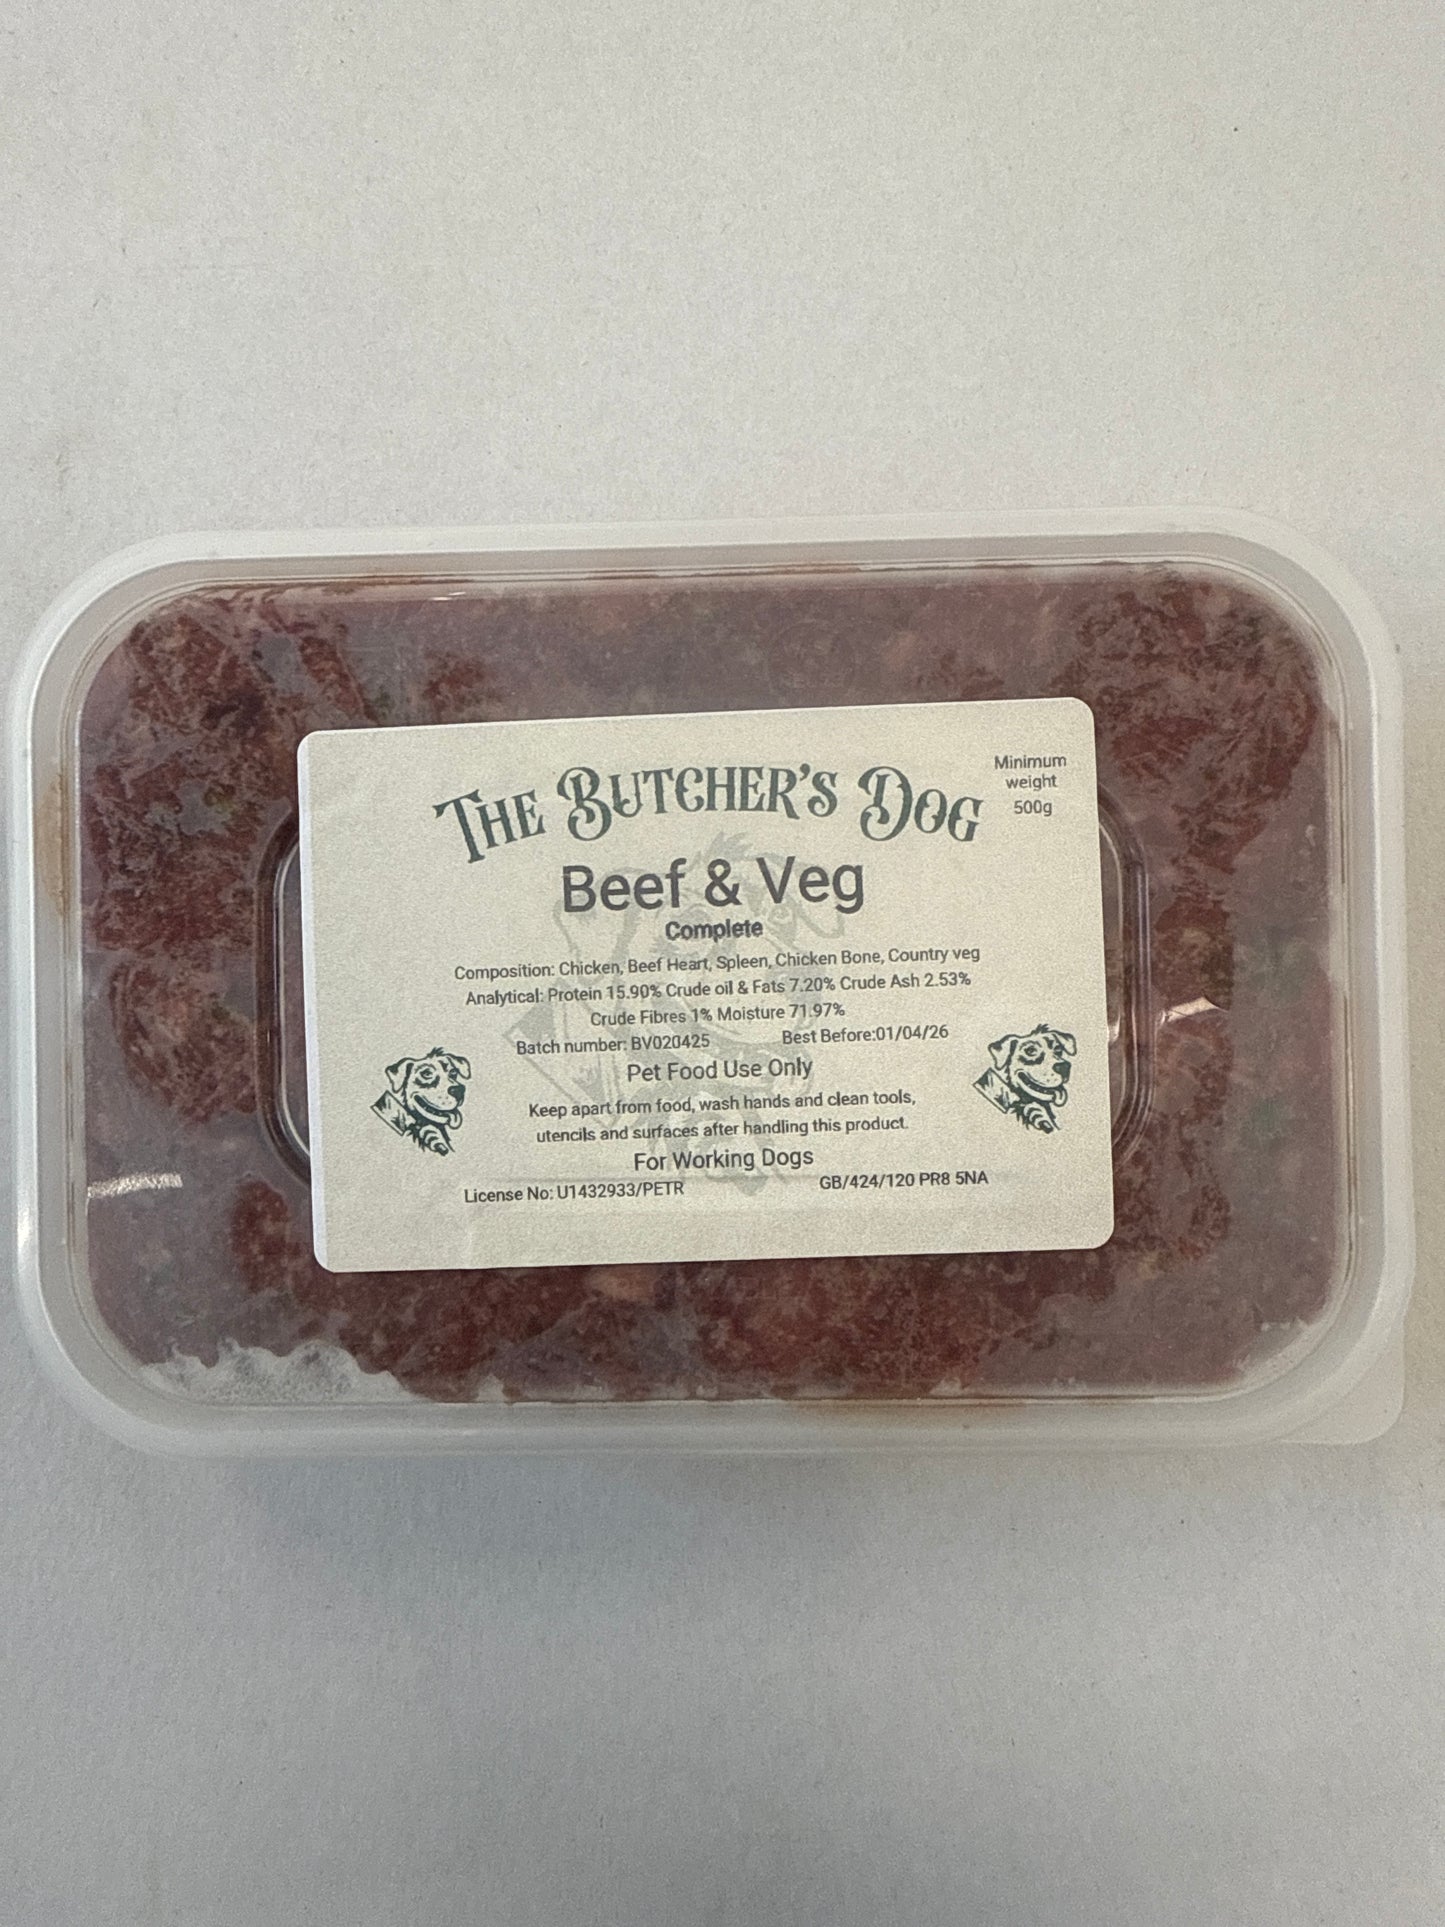 THE BUTCHER'S DOG
Minimum
weight
500g
Beef & Veg
Complete
Composition: Chicken, Beef Heart, Spleen, Chicken Bone, Country veg
Analytical: Protein 15.90% Crude oil & Fats 7.20% Crude Ash 2.53%
Crude Fibres 1% Moisture 71.97%
Batch number: BV020425 Best Before:01/04/26
Pet Food Use Only
Keep apart from food, wash hands and clean tools,
utencils and surfaces after handling this product.
For Working Dogs
License No: U1432933/PETR GB/424/120 PR8 5NA